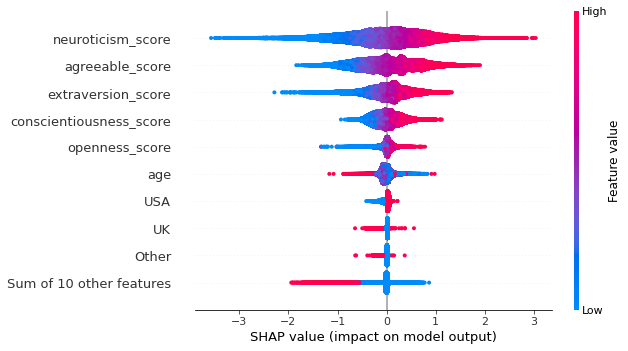 High
neuroticism_score
agreeable_score
extraversion_score
conscientiousness_score
openness_score
age
USA
UK
Other
Sum of 10 other features
Feature value
Low
−3 −2 −1 0 1 2 3
SHAP value (impact on model output)